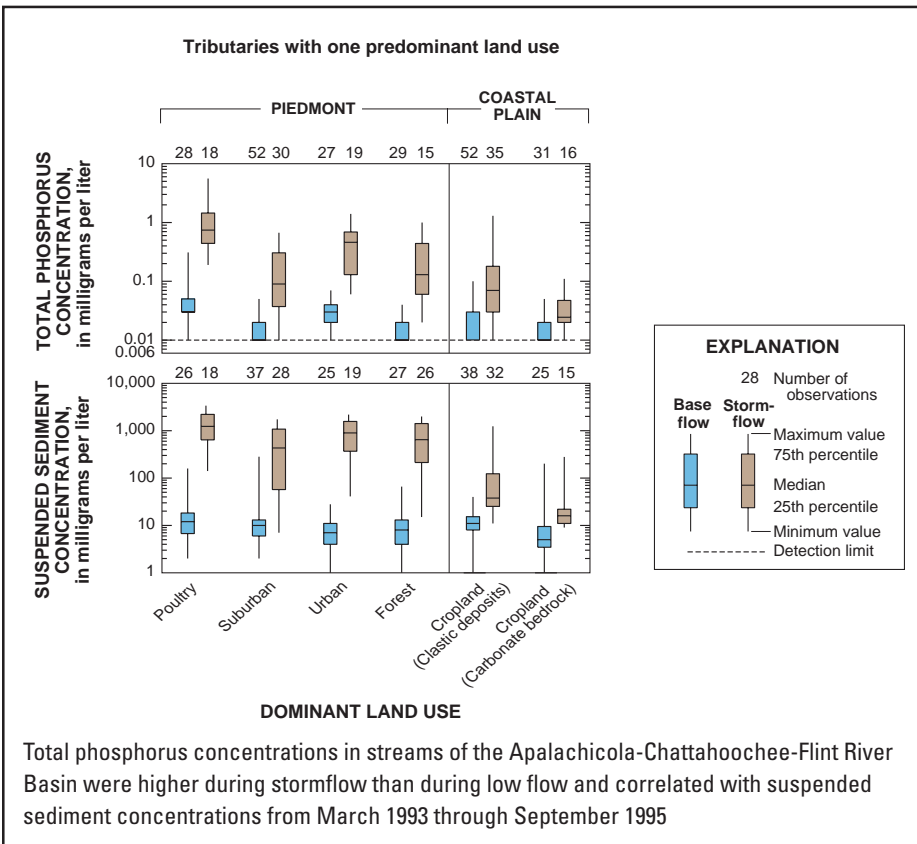 Tributaries with one predominant land use
PIEDMONT
COASTAL
PLAIN
28 18 52 30 27 19 29 15 52 35 31 16
TOTAL PHOSPHORUS
CONCENTRATION,
in milligrams per liter
10
1
0.1
0.01
0.006
26 18 37 28 25 19 27 26 38 32 25 15
SUSPENDED SEDIMENT
CONCENTRATION,
in milligrams per liter
10,000
1,000
100
10
1
Poultry
Suburban
Urban
Forest
Cropland
(Clastic deposits)
Cropland
(Carbonate bedrock)
DOMINANT LAND USE
EXPLANATION
28 Number of
observations
Base
flow
Storm-
flow
Maximum value
75th percentile
Median
25th percentile
Minimum value
Detection limit
Total phosphorus concentrations in streams of the Apalachicola-Chattahoochee-Flint River
Basin were higher during stormflow than during low flow and correlated with suspended
sediment concentrations from March 1993 through September 1995